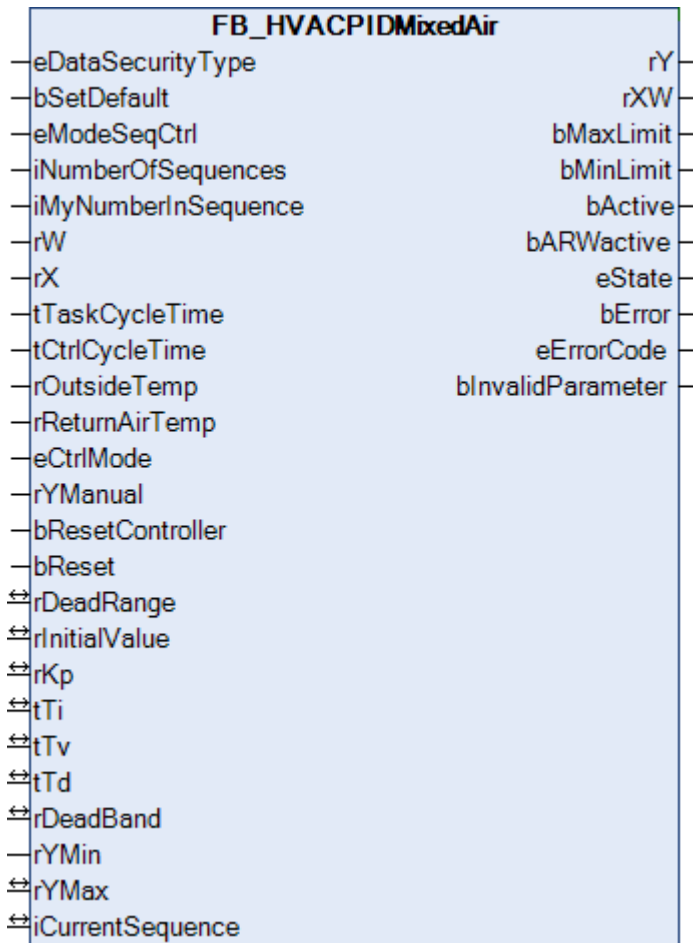 FB_HVACPIDMixedAir
eDataSecurityType rY
bSetDefault rXW
eModeSeqCtrl bMaxLimit
iNumberOfSequences bMinLimit
iMyNumberInSequence bActive
rW bARWactive
rX eState
tTaskCycleTime bError
tCtrlCycleTime eErrorCode
rOutsideTemp bInvalidParameter
rReturnAirTemp
eCtrlMode
rYManual
bResetController
bReset
rDeadRange
rInitialValue
rKp
tTi
tTv
tTd
rDeadBand
rYMin
rYMax
iCurrentSequence